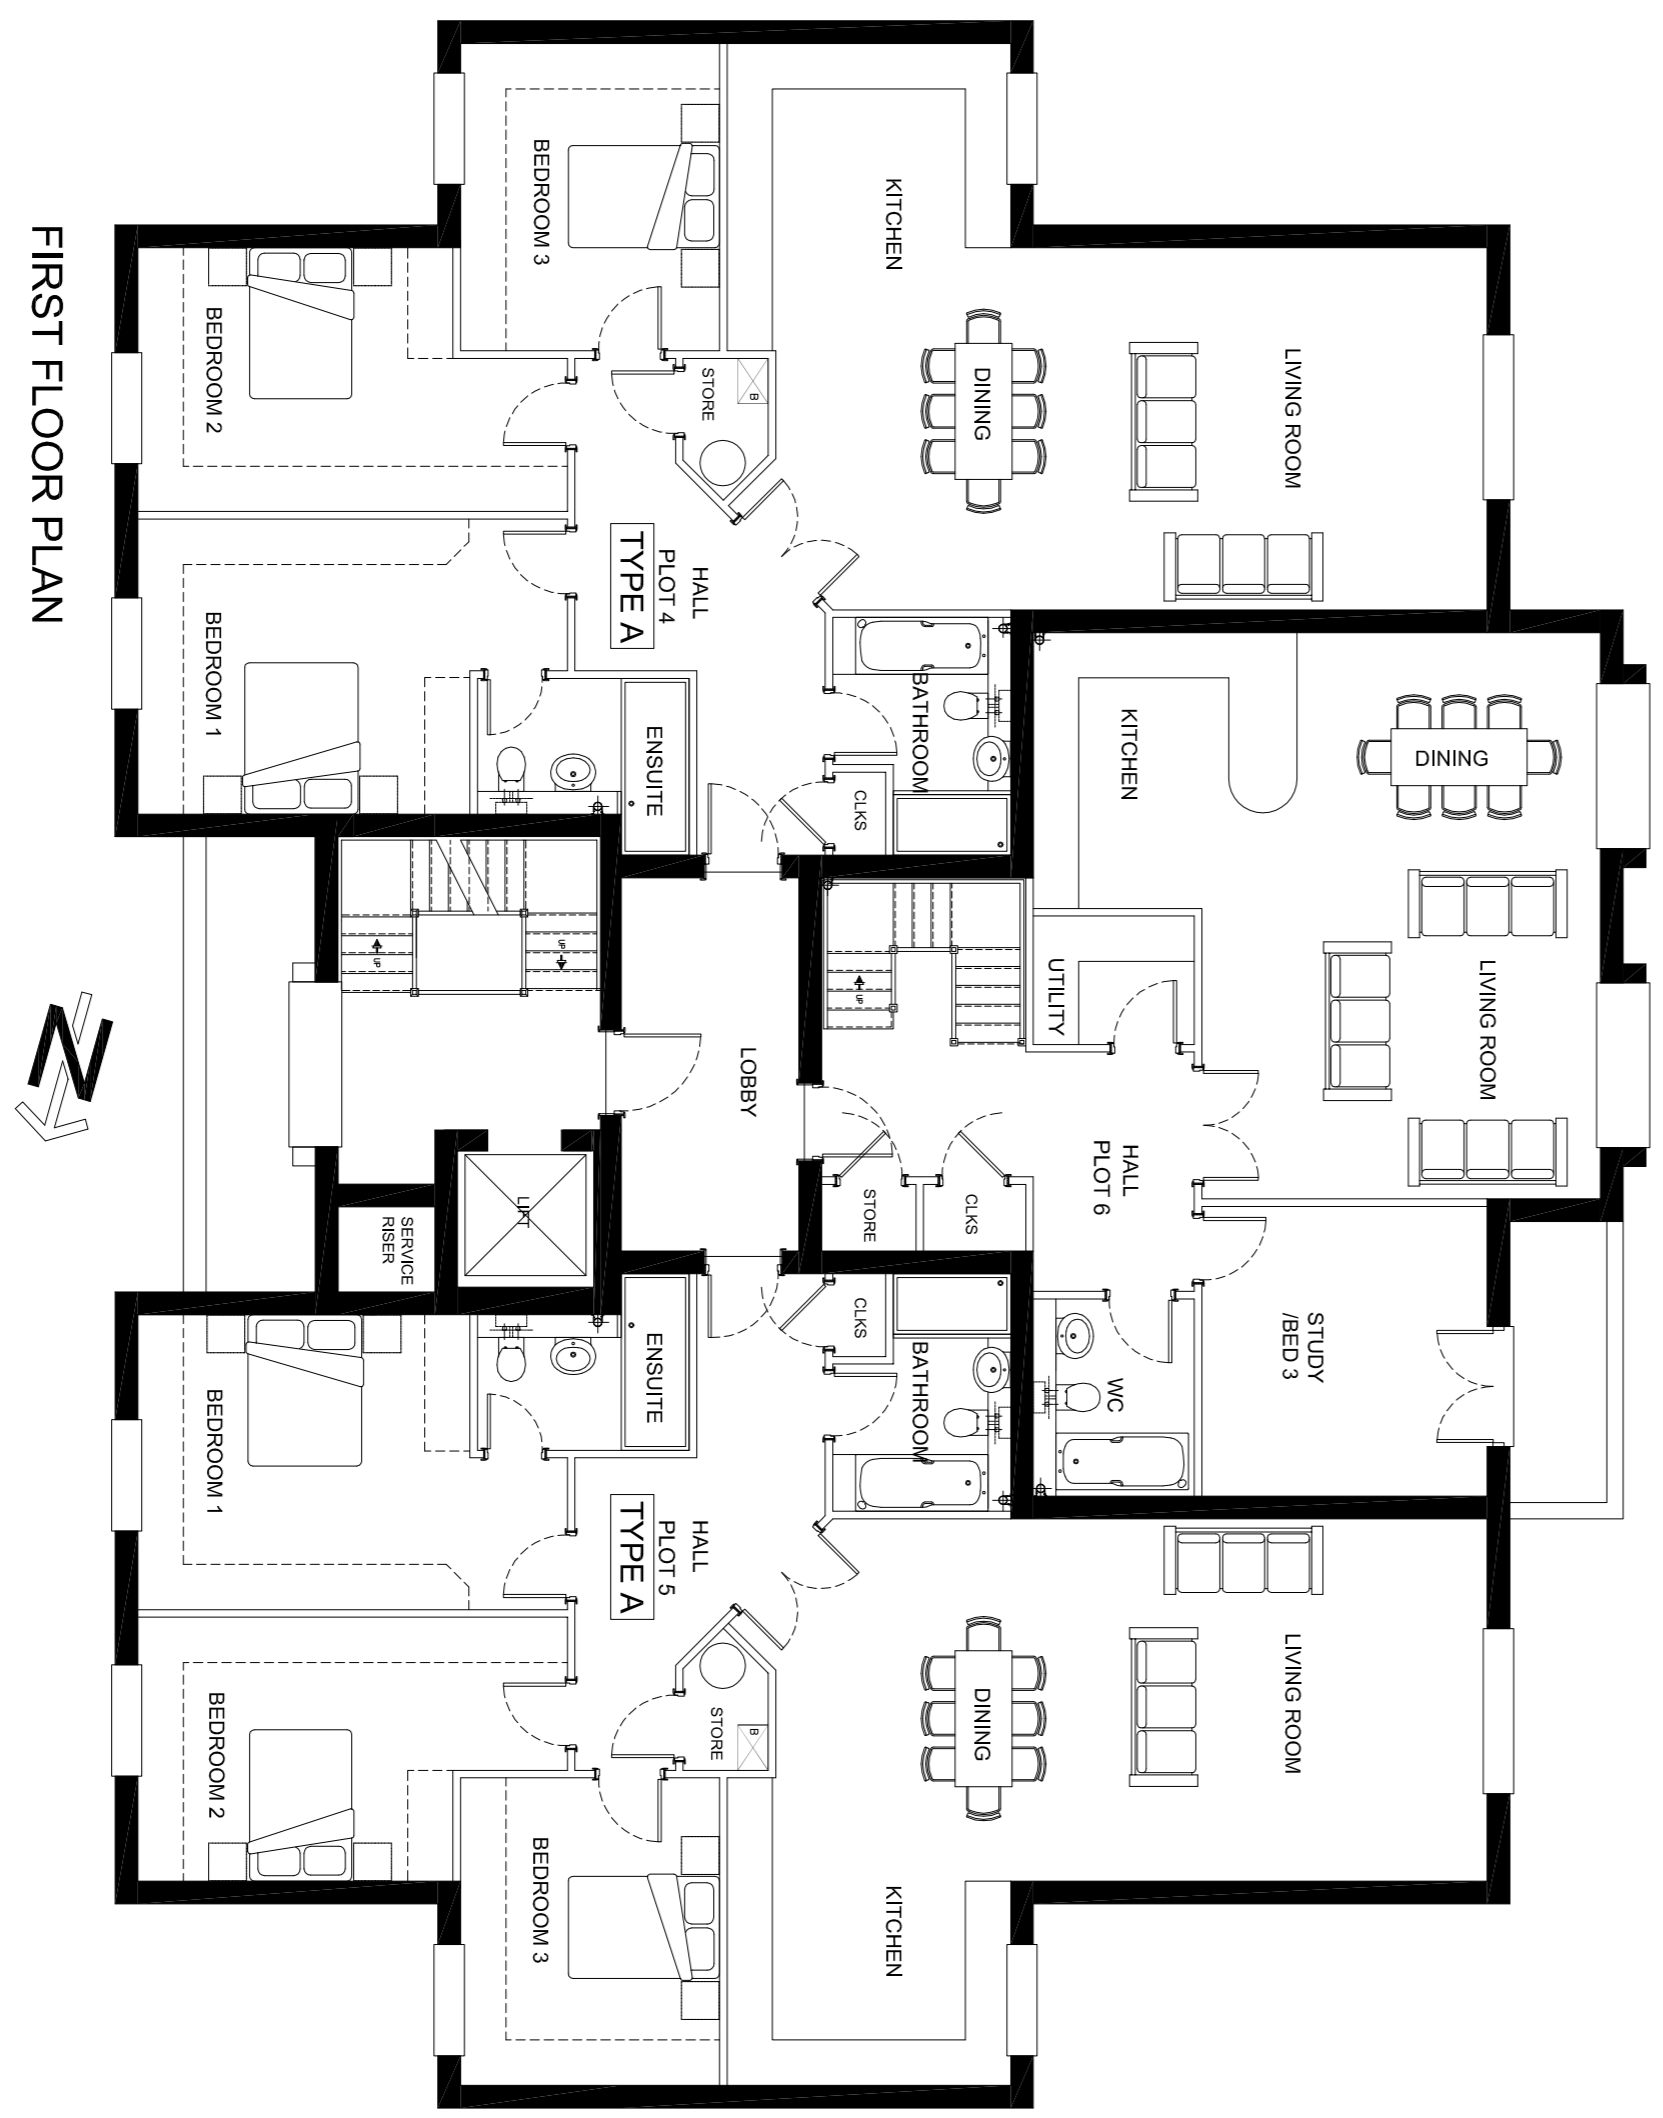 FIRST FLOOR PLAN
N
BEDROOM 3
KITCHEN
BEDROOM 2
STORE
B
DINING
LIVING ROOM
HALL
PLOT 4
TYPE A
BEDROOM 1
ENSUITE
BATHROOM
CLKS
KITCHEN
DINING
LIVING ROOM
UTILITY
UP
UP
UP
LOBBY
HALL
PLOT 6
STORE
CLKS
LIFT
SERVICE
RISER
STUDY
/BED 3
WC
BEDROOM 1
ENSUITE
CLKS
BATHROOM
HALL
PLOT 5
TYPE A
BEDROOM 2
STORE
B
DINING
LIVING ROOM
BEDROOM 3
KITCHEN